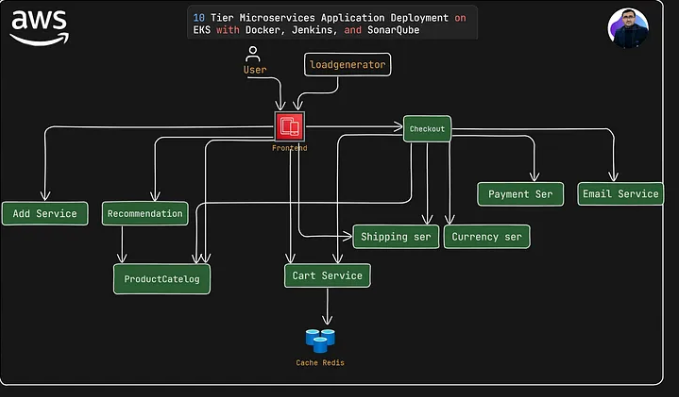 aws
10 Tier Microservices Application Deployment on
EKS with Docker, Jenkins, and SonarQube
User
loadgenerator
Frontend
Checkout
Add Service
Recommendation
Payment Ser
Email Service
Shipping ser
Currency ser
ProductCatelog
Cart Service
Cache Redis